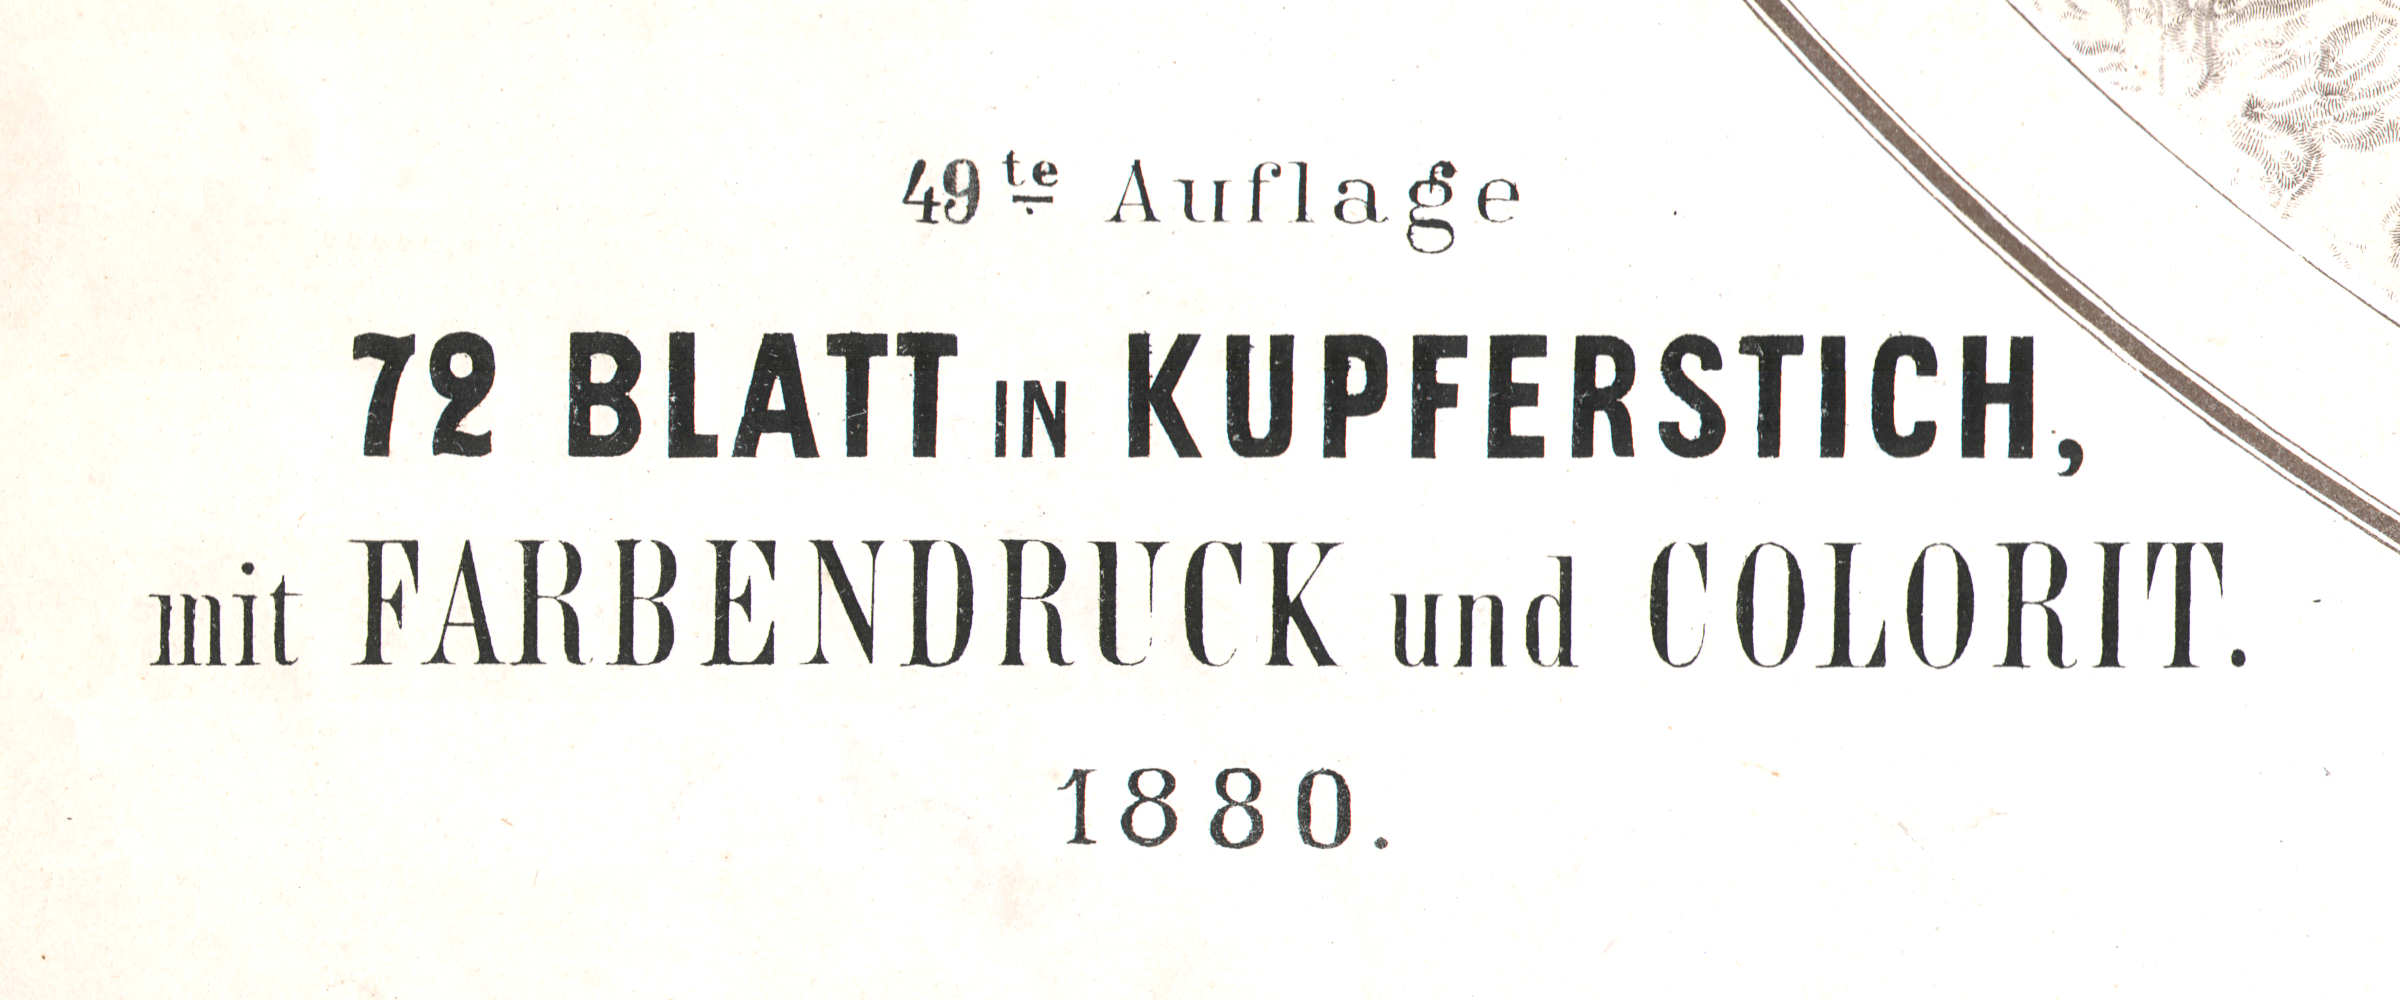 49te Auflage
72 BLATT IN KUPFERSTICH,
mit FARBENDRUCK und COLORIT.
1880.